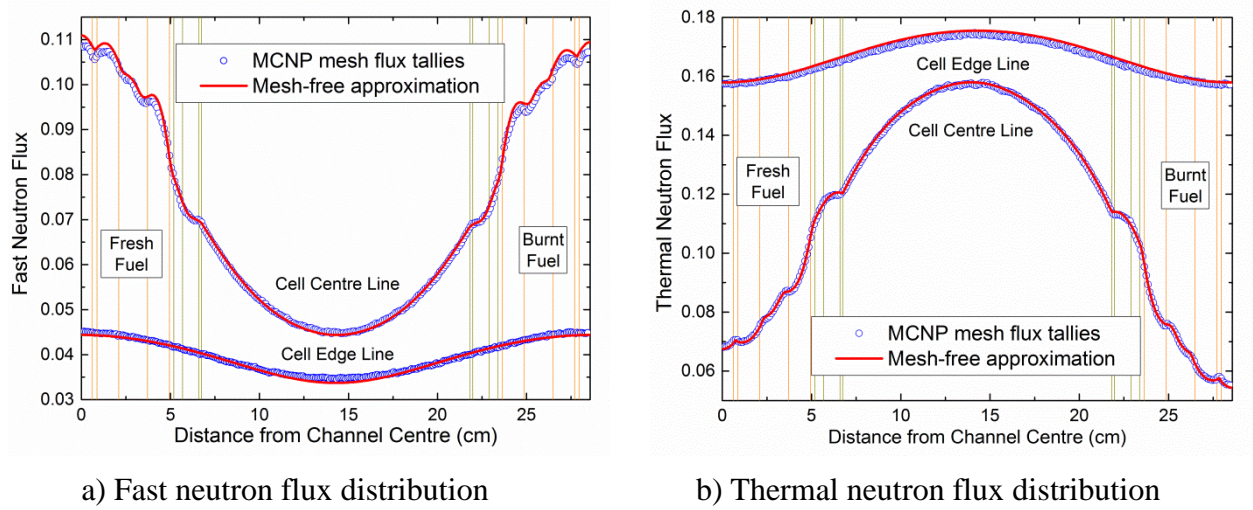 0.11
0.10
0.09
0.08
0.07
0.06
0.05
0.04
0.03
Fast Neutron Flux
MCNP mesh flux tallies
Mesh-free approximation
Fresh
Fuel
Burnt
Fuel
Cell Centre Line
Cell Edge Line
0 5 10 15 20 25
Distance from Channel Centre (cm)
a) Fast neutron flux distribution
0.18
0.16
0.14
0.12
0.10
0.08
0.06
Thermal Neutron Flux
Cell Edge Line
Cell Centre Line
Fresh
Fuel
Burnt
Fuel
MCNP mesh flux tallies
Mesh-free approximation
0 5 10 15 20 25
Distance from Channel Centre (cm)
b) Thermal neutron flux distribution